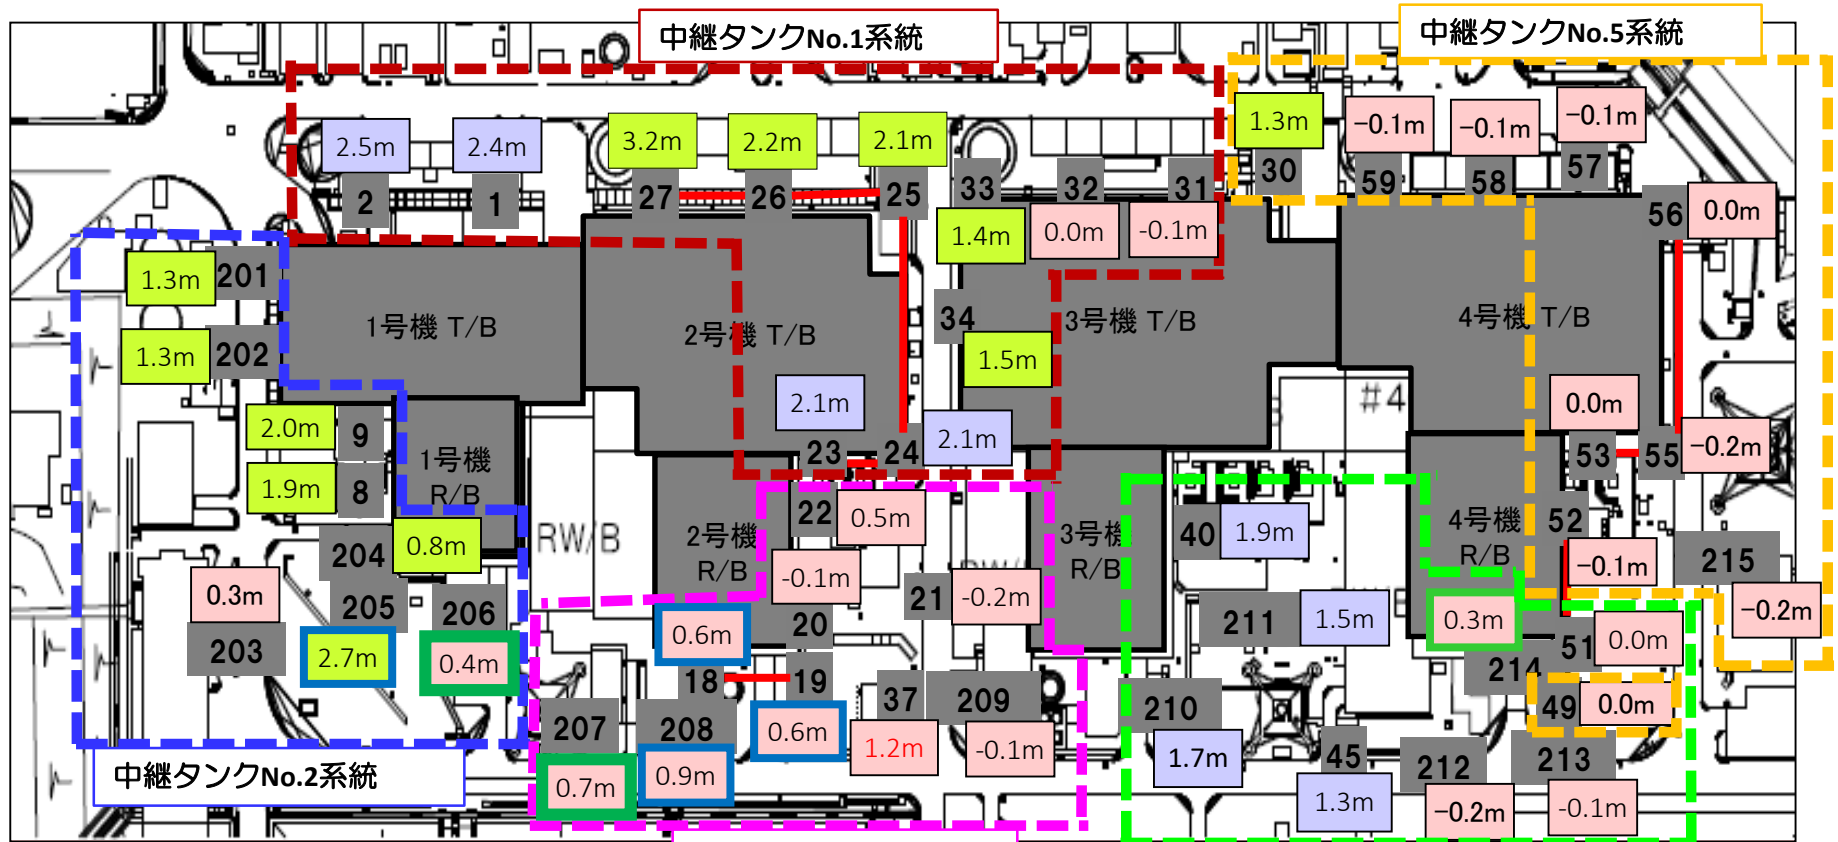 中継タンクNo.1系統
中継タンクNo.5系統
2.5m
2.4m
3.2m
2.2m
2.1m
1.3m
−0.1m
−0.1m
−0.1m
2
1
27
26
25
33
32
31
30
59
58
57
56
0.0m
1.4m
0.0m
-0.1m
1.3m
201
1.3m
202
1号機 T/B
2号機 T/B
34
3号機 T/B
4号機 T/B
1.5m
2.1m
2.1m
#4
0.0m
2.0m
9
1.9m
8
1号機
R/B
23
24
53
55
−0.2m
204
0.8m
RW/B
2号機
R/B
22
0.5m
3号機
R/B
40
1.9m
4号機
R/B
52
−0.1m
215
−0.2m
0.3m
203
205
206
2.7m
0.4m
-0.1m
20
0.6m
21
-0.2m
211
1.5m
0.3m
51
0.0m
214
18
19
37
209
210
49
0.0m
207
208
0.6m
1.2m
-0.1m
1.7m
45
212
213
0.7m
0.9m
1.3m
−0.2m
-0.1m
中継タンクNo.2系統